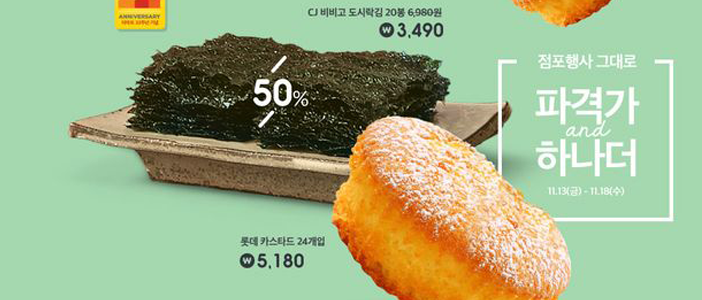 ANNIVERSARY
CJ 비비고 도시락김 20봉 6,980원
₩3,490
50%
점포행사 그대로
파격가
and
하나더
11.13(금) - 11.18(수)
롯데 카스타드 24개입
₩5,180